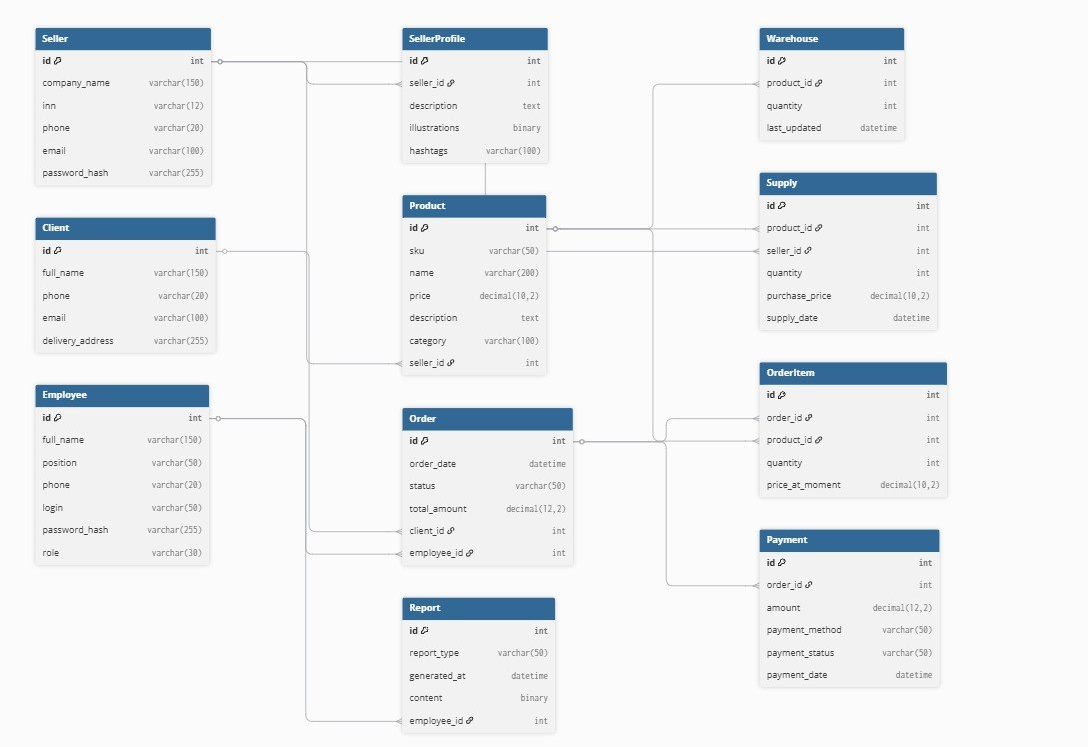 Seller
id int
company_name varchar(150)
inn varchar(12)
phone varchar(20)
email varchar(100)
password_hash varchar(255)
Client
id int
full_name varchar(150)
phone varchar(20)
email varchar(100)
delivery_address varchar(255)
Employee
id int
full_name varchar(150)
position varchar(50)
phone varchar(20)
login varchar(50)
password_hash varchar(255)
role varchar(30)
SellerProfile
id int
seller_id int
description text
illustrations binary
hashtags varchar(100)
Product
id int
sku varchar(50)
name varchar(200)
price decimal(10,2)
description text
category varchar(100)
seller_id int
Order
id int
order_date datetime
status varchar(50)
total_amount decimal(12,2)
client_id int
employee_id int
Report
id int
report_type varchar(50)
generated_at datetime
content binary
employee_id int
Warehouse
id int
product_id int
quantity int
last_updated datetime
Supply
id int
product_id int
seller_id int
quantity int
purchase_price decimal(10,2)
supply_date datetime
OrderItem
id int
order_id int
product_id int
quantity int
price_at_moment decimal(10,2)
Payment
id int
order_id int
amount decimal(12,2)
payment_method varchar(50)
payment_status varchar(50)
payment_date datetime